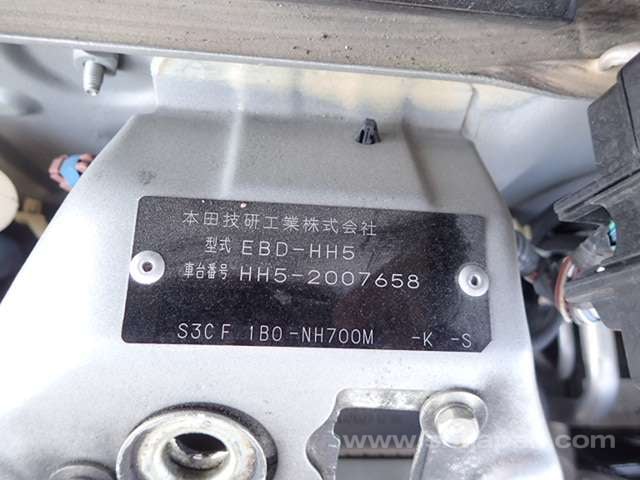 本田技研工業株式会社
型式 EBD-HH5
車台番号 HH5-2007658
S3CF 1B0-NH700M -K -S